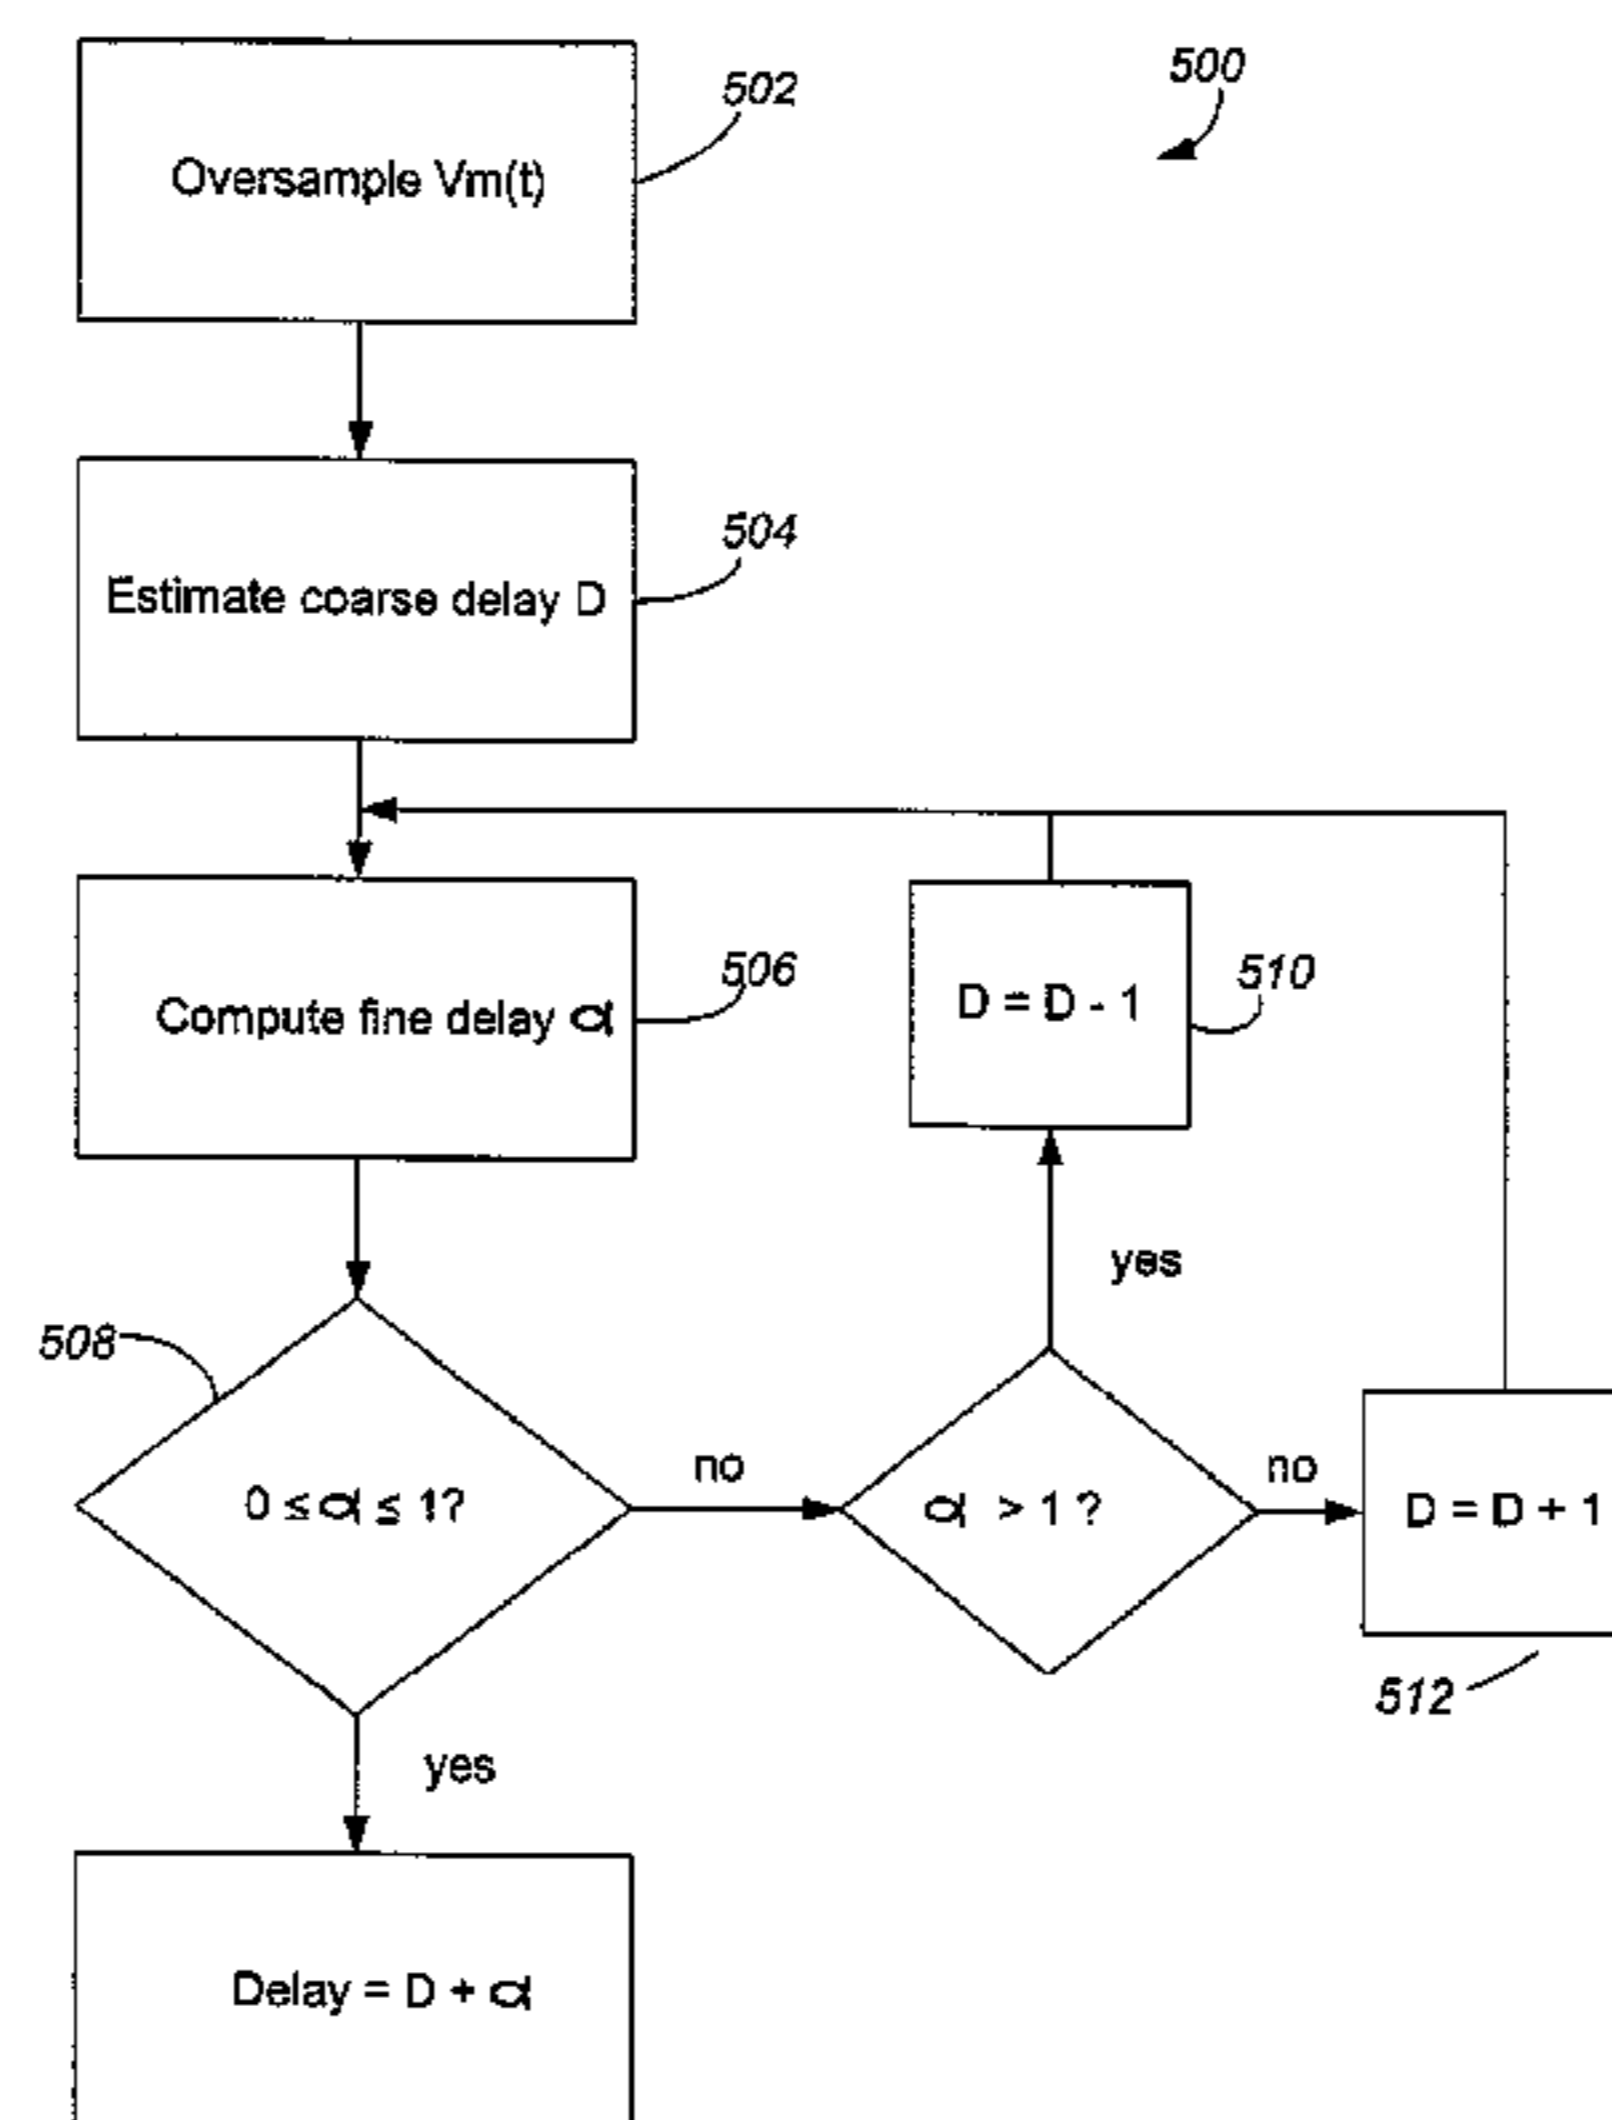 500
502
Oversample Vm(t)
504
Estimate coarse delay D
506
Compute fine delay α
510
D = D - 1
yes
508
0 ≤ α ≤ 1?
no
α > 1 ?
no
D = D + 1
512
yes
Delay = D + α